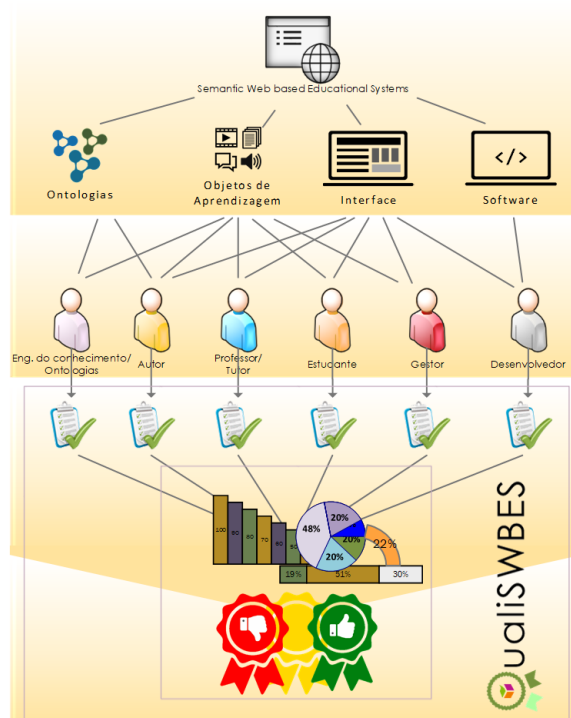 Semantic Web based Educational Systems
</>
Ontologias
Objetos de
Aprizagem
Interface
Software
Eng. do conhecimento/
Ontologias
Autor
Professor/
Tutor
Estudante
Gestor
Desenvolvedor
100
90
80
70
60
50
48%
20%
20%
20%
22%
19%
51%
30%
QualiSWBES